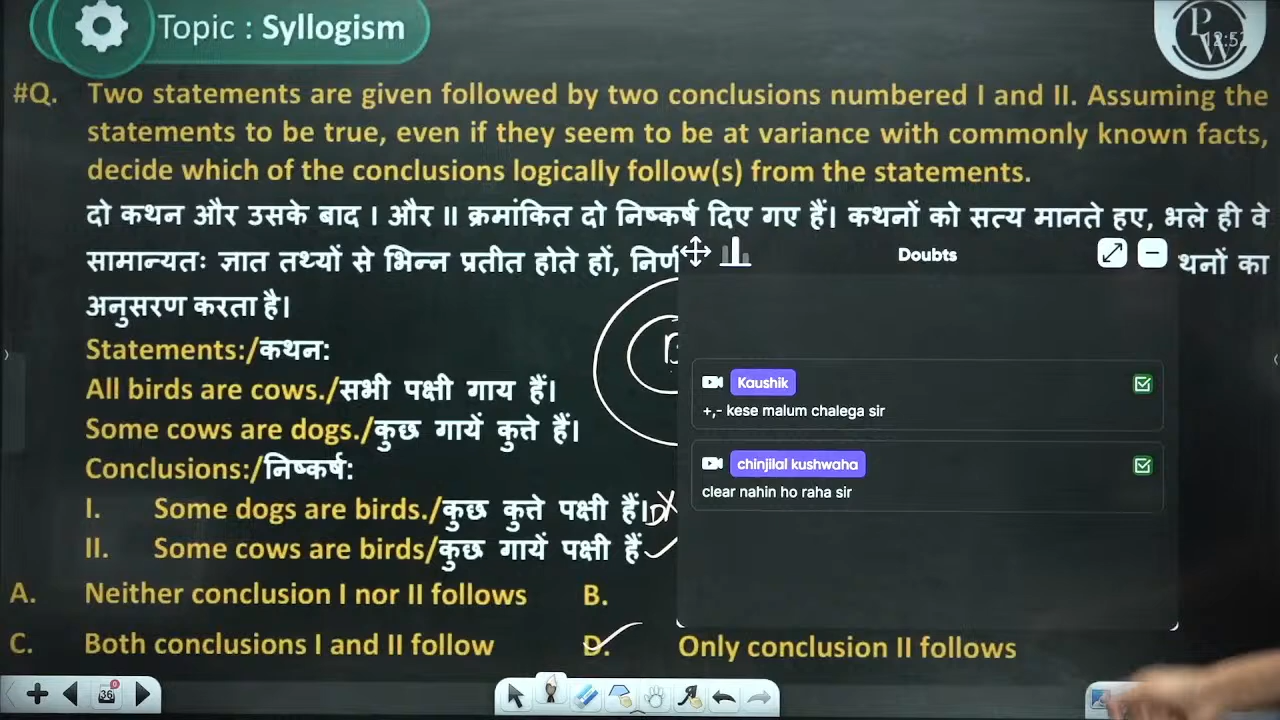 Topic : Syllogism
PW
#Q. Two statements are given followed by two conclusions numbered I and II. Assuming the
statements to be true, even if they seem to be at variance with commonly known facts,
decide which of the conclusions logically follow(s) from the statements.
दो कथन और उसके बाद I और II क्रमांकित दो निष्कर्ष दिए गए हैं। कथनों को सत्य मानते हुए, भले ही वे
सामान्यतः ज्ञात तथ्यों से भिन्न प्रतीत होते हों, थनों का
अनुसरण करता है।
Doubts
Statements:/कथन:
All birds are cows./सभी पक्षी गाय हैं।
Some cows are dogs./कुछ गायें कुत्ते हैं।
Conclusions:/निष्कर्ष:
I. Some dogs are birds./कुछ कुत्ते पक्षी हैं।
II. Some cows are birds/कुछ गायें पक्षी हैं
Kaushik
+,- kese malum chalega sir
chinjilal kushwaha
clear nahin ho raha sir
A. Neither conclusion I nor II follows B.
C. Both conclusions I and II follow D. Only conclusion II follows
36